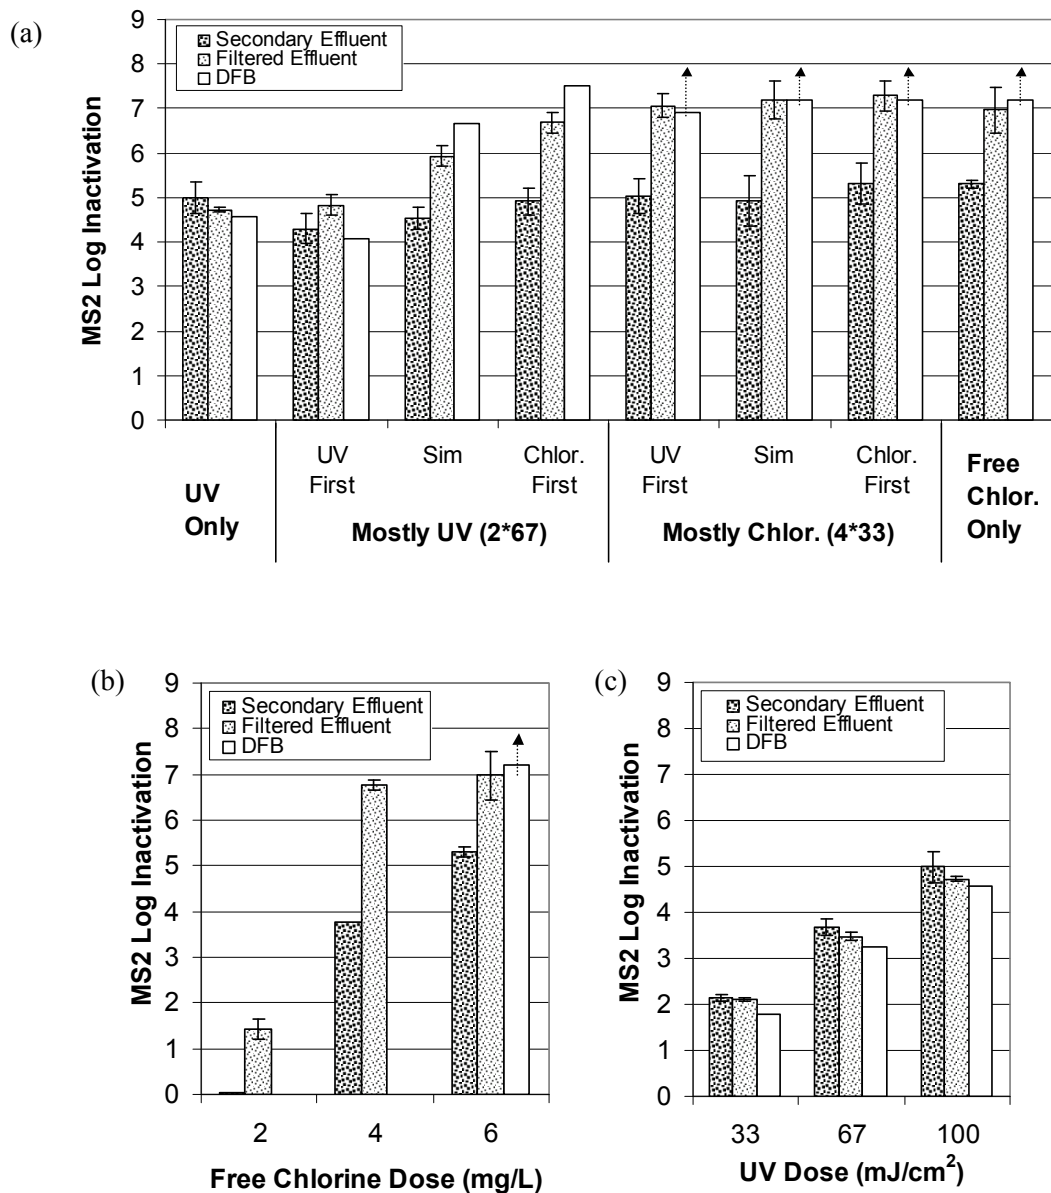 (a)
9
8
7
6
5
4
3
2
1
0
MS2 Log Inactivation
Secondary Effluent
Filtered Effluent
DFB
UV Only
UV First
Sim
Chlor. First
Mostly UV (2*67)
UV First
Sim
Chlor. First
Mostly Chlor. (4*33)
Free Chlor. Only
(b)
9
8
7
6
5
4
3
2
1
0
MS2 Log Inactivation
Secondary Effluent
Filtered Effluent
DFB
2 4 6
Free Chlorine Dose (mg/L)
(c)
9
8
7
6
5
4
3
2
1
0
MS2 Log Inactivation
Secondary Effluent
Filtered Effluent
DFB
33 67 100
UV Dose (mJ/cm²)